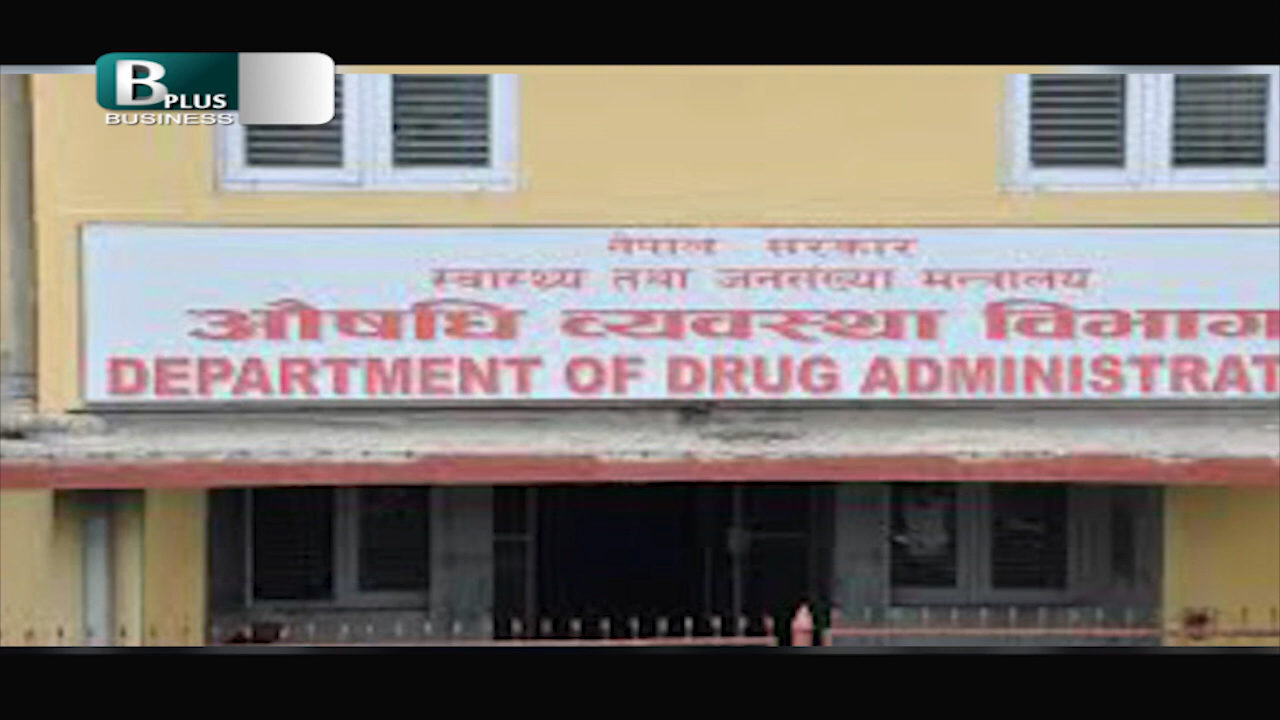 B PLUS
BUSINESS
नेपाल सरकार
स्वास्थ्य तथा जनसंख्या मन्त्रालय
औषधि व्यवस्था विभाग
DEPARTMENT OF DRUG ADMINISTRAT